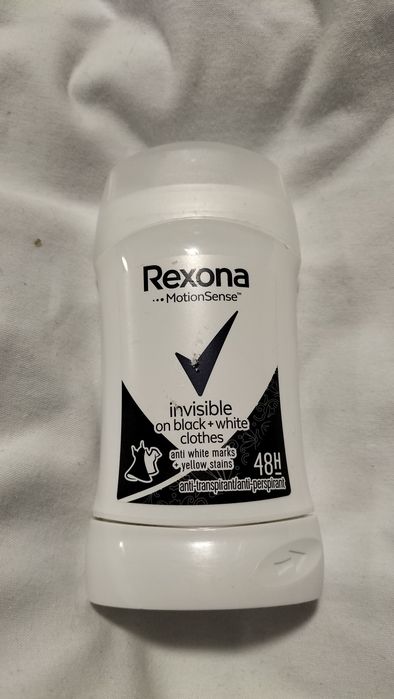 Rexona
MotionSense™
invisible
on black + white
clothes
anti white marks
+ yellow stains
48H
anti-transpirant/anti-perspirant